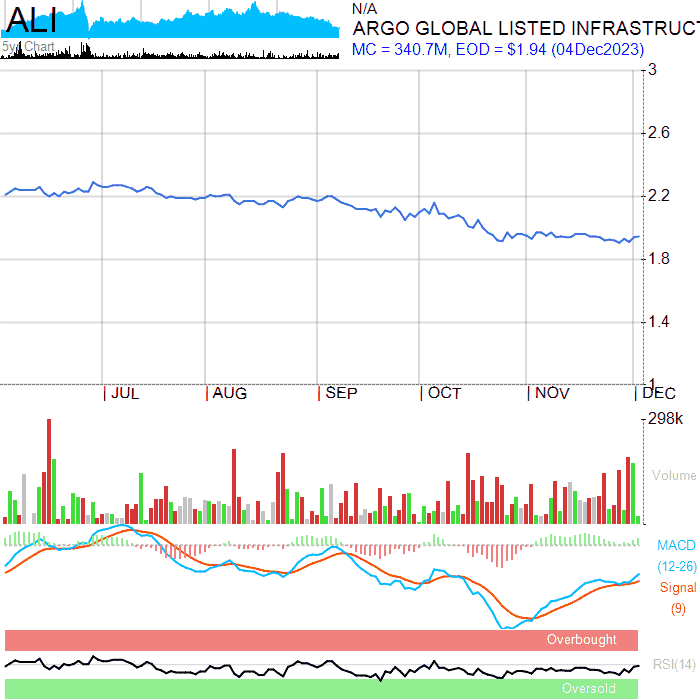 ALI
5yr Chart
N/A
ARGO GLOBAL LISTED INFRASTRUCT
MC = 340.7M, EOD = $1.94 (04Dec2023)
3
2.6
2.2
1.8
1.4
1
JUL AUG SEP OCT NOV DEC
298k
Volume
MACD
(12-26)
Signal
(9)
Overbought
RSI(14)
Oversold